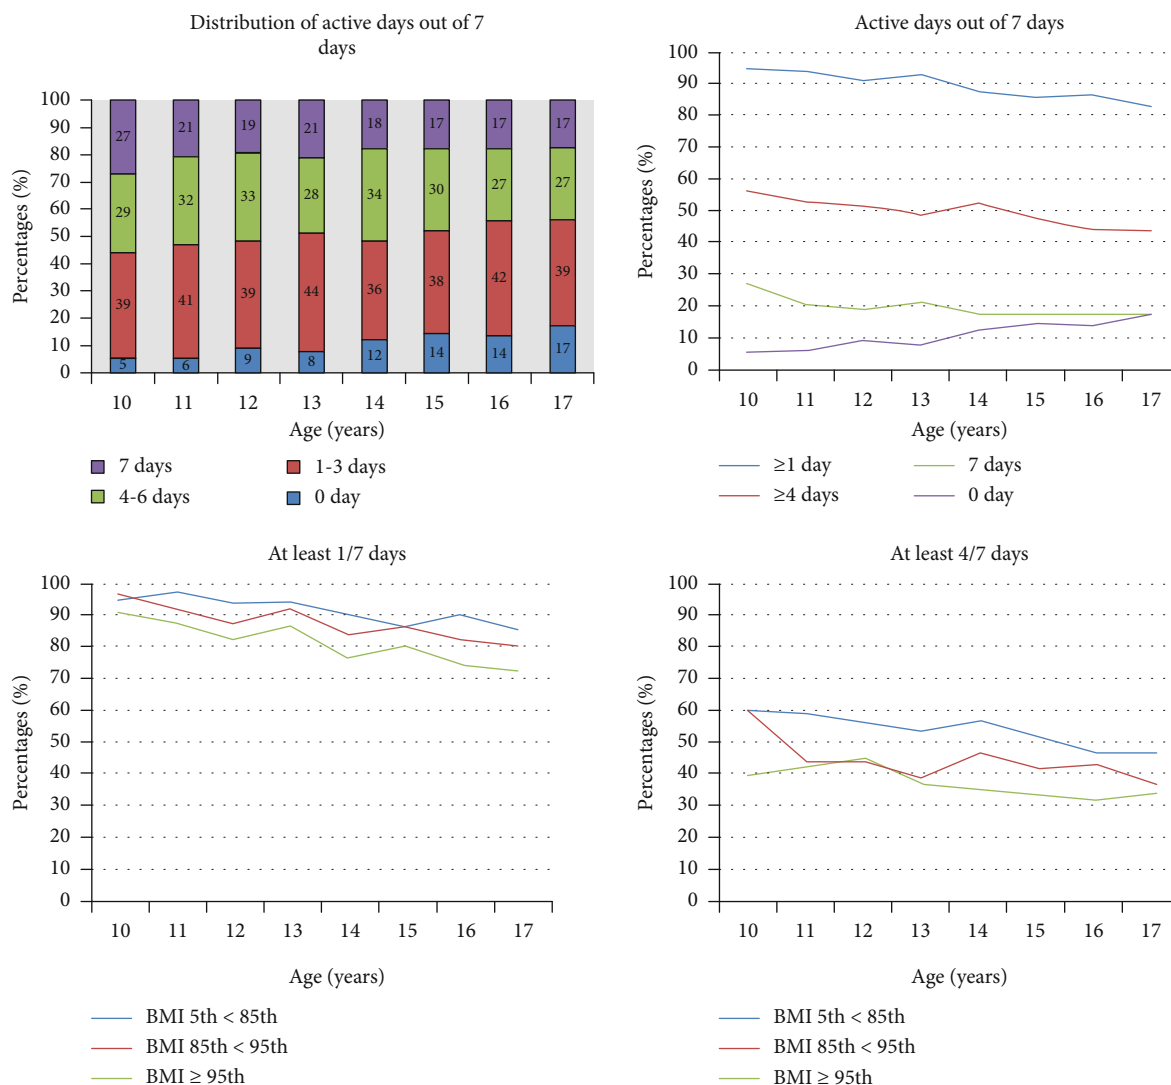 Distribution of active days out of 7
days
Percentages (%)
100
90
80
70
60
50
40
30
20
10
0
27 21 19 21 18 17 17 17
29 32 33 28 34 30 27 27
39 41 39 44 36 38 42 39
5 6 9 8 12 14 14 17
10 11 12 13 14 15 16 17
Age (years)
7 days 1-3 days
4-6 days 0 day
Active days out of 7 days
Percentages (%)
100
90
80
70
60
50
40
30
20
10
0
10 11 12 13 14 15 16 17
Age (years)
≥1 day 7 days
≥4 days 0 day
At least 1/7 days
Percentages (%)
100
90
80
70
60
50
40
30
20
10
0
10 11 12 13 14 15 16 17
Age (years)
BMI 5th < 85th
BMI 85th < 95th
BMI ≥ 95th
At least 4/7 days
Percentages (%)
100
90
80
70
60
50
40
30
20
10
0
10 11 12 13 14 15 16 17
Age (years)
BMI 5th < 85th
BMI 85th < 95th
BMI ≥ 95th